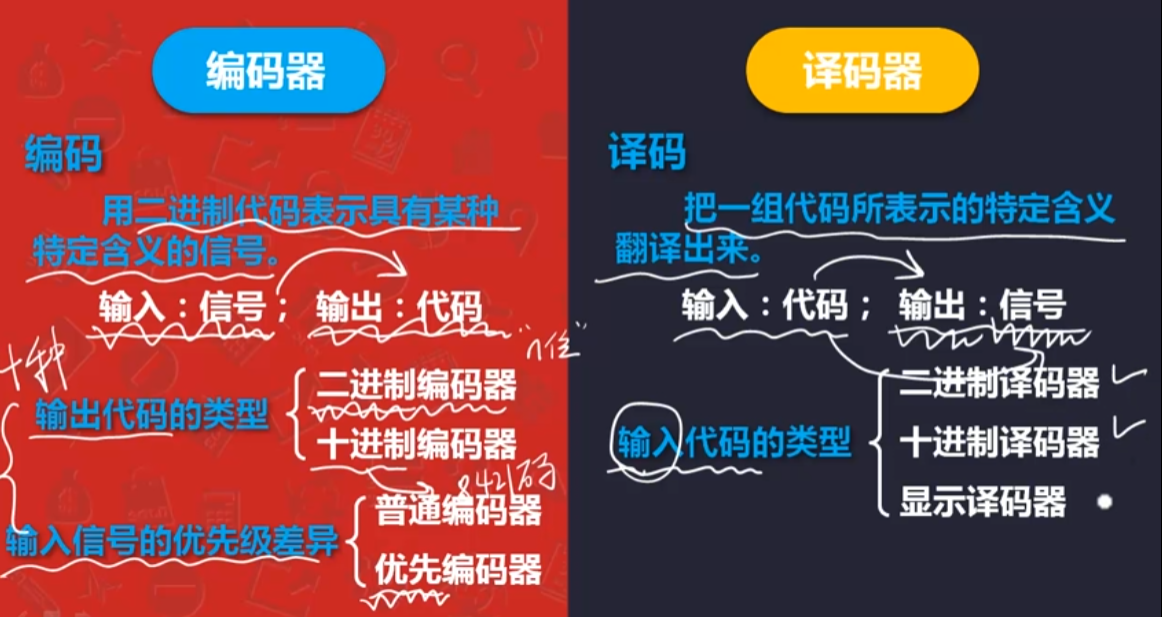 编码器
编码
用二进制代码表示具有某种
特定含义的信号。
输入：信号； 输出：代码
"n位"
十种
输出代码的类型
二进制编码器
十进制编码器
8421码
输入信号的优先级差异
普通编码器
优先编码器
译码器
译码
把一组代码所表示的特定含义
翻译出来。
输入：代码； 输出：信号
输入代码的类型
二进制译码器
十进制译码器
显示译码器